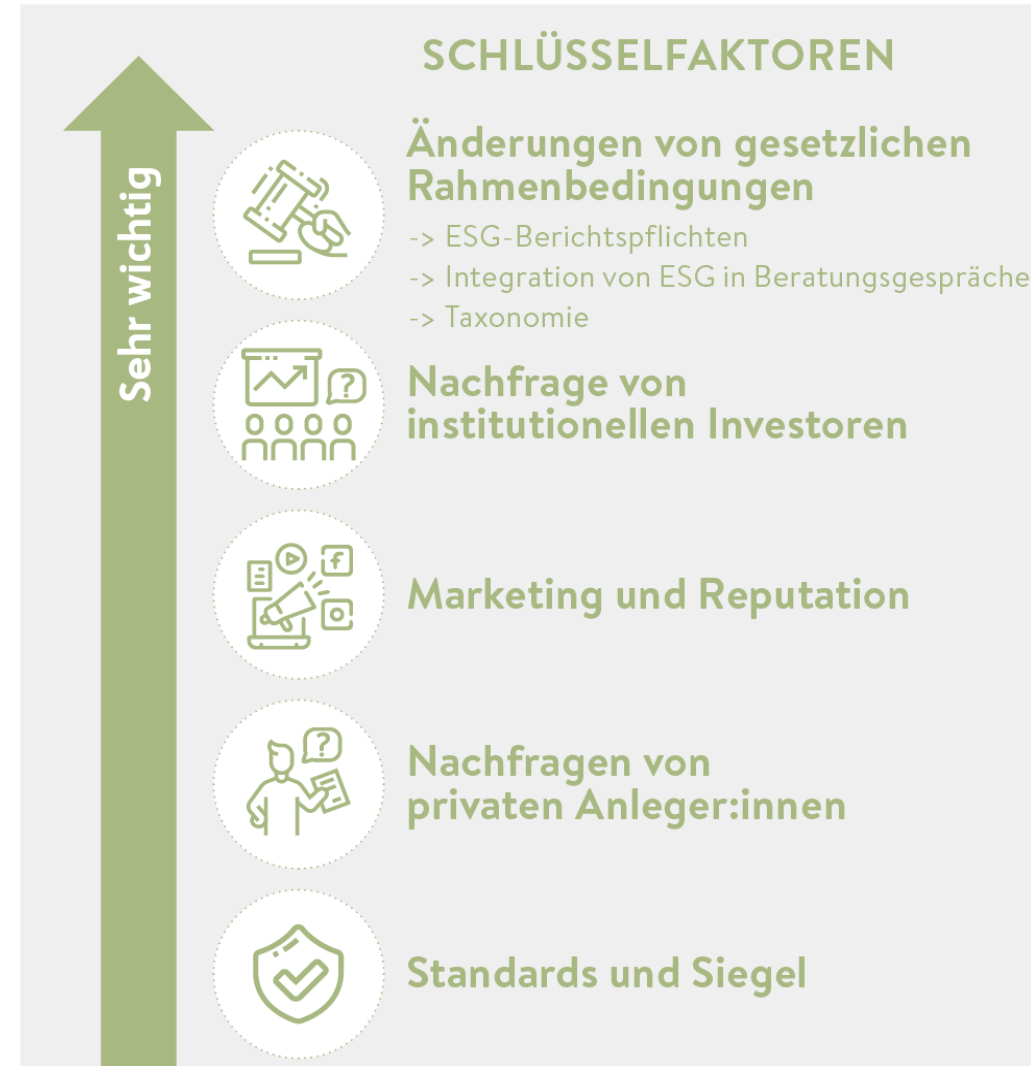 SCHLÜSSELFAKTOREN
Sehr wichtig
Änderungen von gesetzlichen
Rahmenbedingungen
-> ESG-Berichtspflichten
-> Integration von ESG in Beratungsgespräche
-> Taxonomie
Nachfrage von
institutionellen Investoren
Marketing und Reputation
Nachfragen von
privaten Anleger:innen
Standards und Siegel